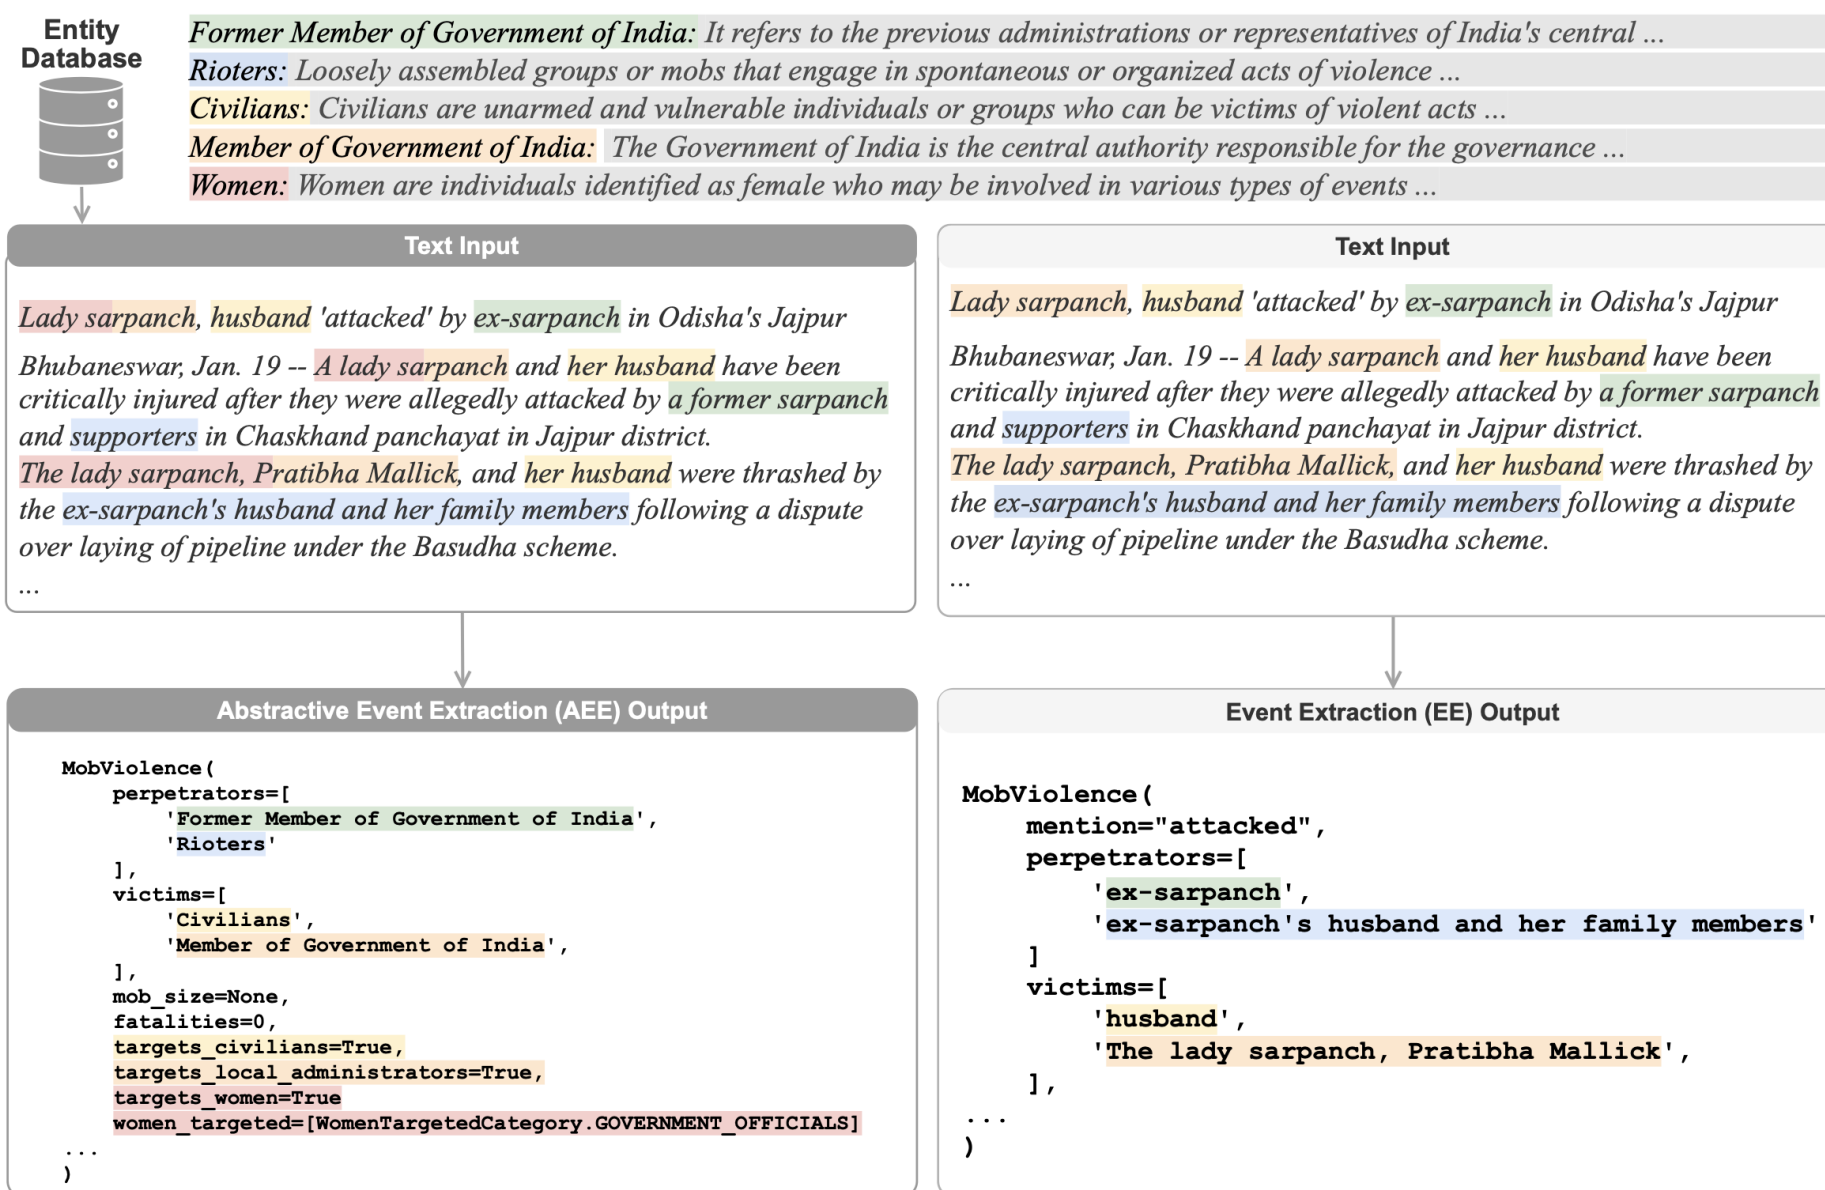 Entity
Database
Former Member of Government of India: It refers to the previous administrations or representatives of India's central ...
Rioters: Loosely assembled groups or mobs that engage in spontaneous or organized acts of violence ...
Civilians: Civilians are unarmed and vulnerable individuals or groups who can be victims of violent acts ...
Member of Government of India: The Government of India is the central authority responsible for the governance ...
Women: Women are individuals identified as female who may be involved in various types of events ...
Text Input
Lady sarpanch, husband 'attacked' by ex-sarpanch in Odisha's Jajpur
Bhubaneswar, Jan. 19 -- A lady sarpanch and her husband have been
critically injured after they were allegedly attacked by a former sarpanch
and supporters in Chaskhand panchayat in Jajpur district.
The lady sarpanch, Pratibha Mallick, and her husband were thrashed by
the ex-sarpanch's husband and her family members following a dispute
over laying of pipeline under the Basudha scheme.
...
Text Input
Lady sarpanch, husband 'attacked' by ex-sarpanch in Odisha's Jajpur
Bhubaneswar, Jan. 19 -- A lady sarpanch and her husband have been
critically injured after they were allegedly attacked by a former sarpanch
and supporters in Chaskhand panchayat in Jajpur district.
The lady sarpanch, Pratibha Mallick, and her husband were thrashed by
the ex-sarpanch's husband and her family members following a dispute
over laying of pipeline under the Basudha scheme.
...
Abstractive Event Extraction (AEE) Output
MobViolence(
perpetrators=[
'Former Member of Government of India',
'Rioters'
],
victims=[
'Civilians',
'Member of Government of India',
],
mob_size=None,
fatalities=0,
targets_civilians=True,
targets_local_administrators=True,
targets_women=True
women_targeted=[WomenTargetedCategory.GOVERNMENT_OFFICIALS]
...
)
Event Extraction (EE) Output
MobViolence(
mention="attacked",
perpetrators=[
'ex-sarpanch',
'ex-sarpanch's husband and her family members'
]
victims=[
'husband',
'The lady sarpanch, Pratibha Mallick',
],
...
)